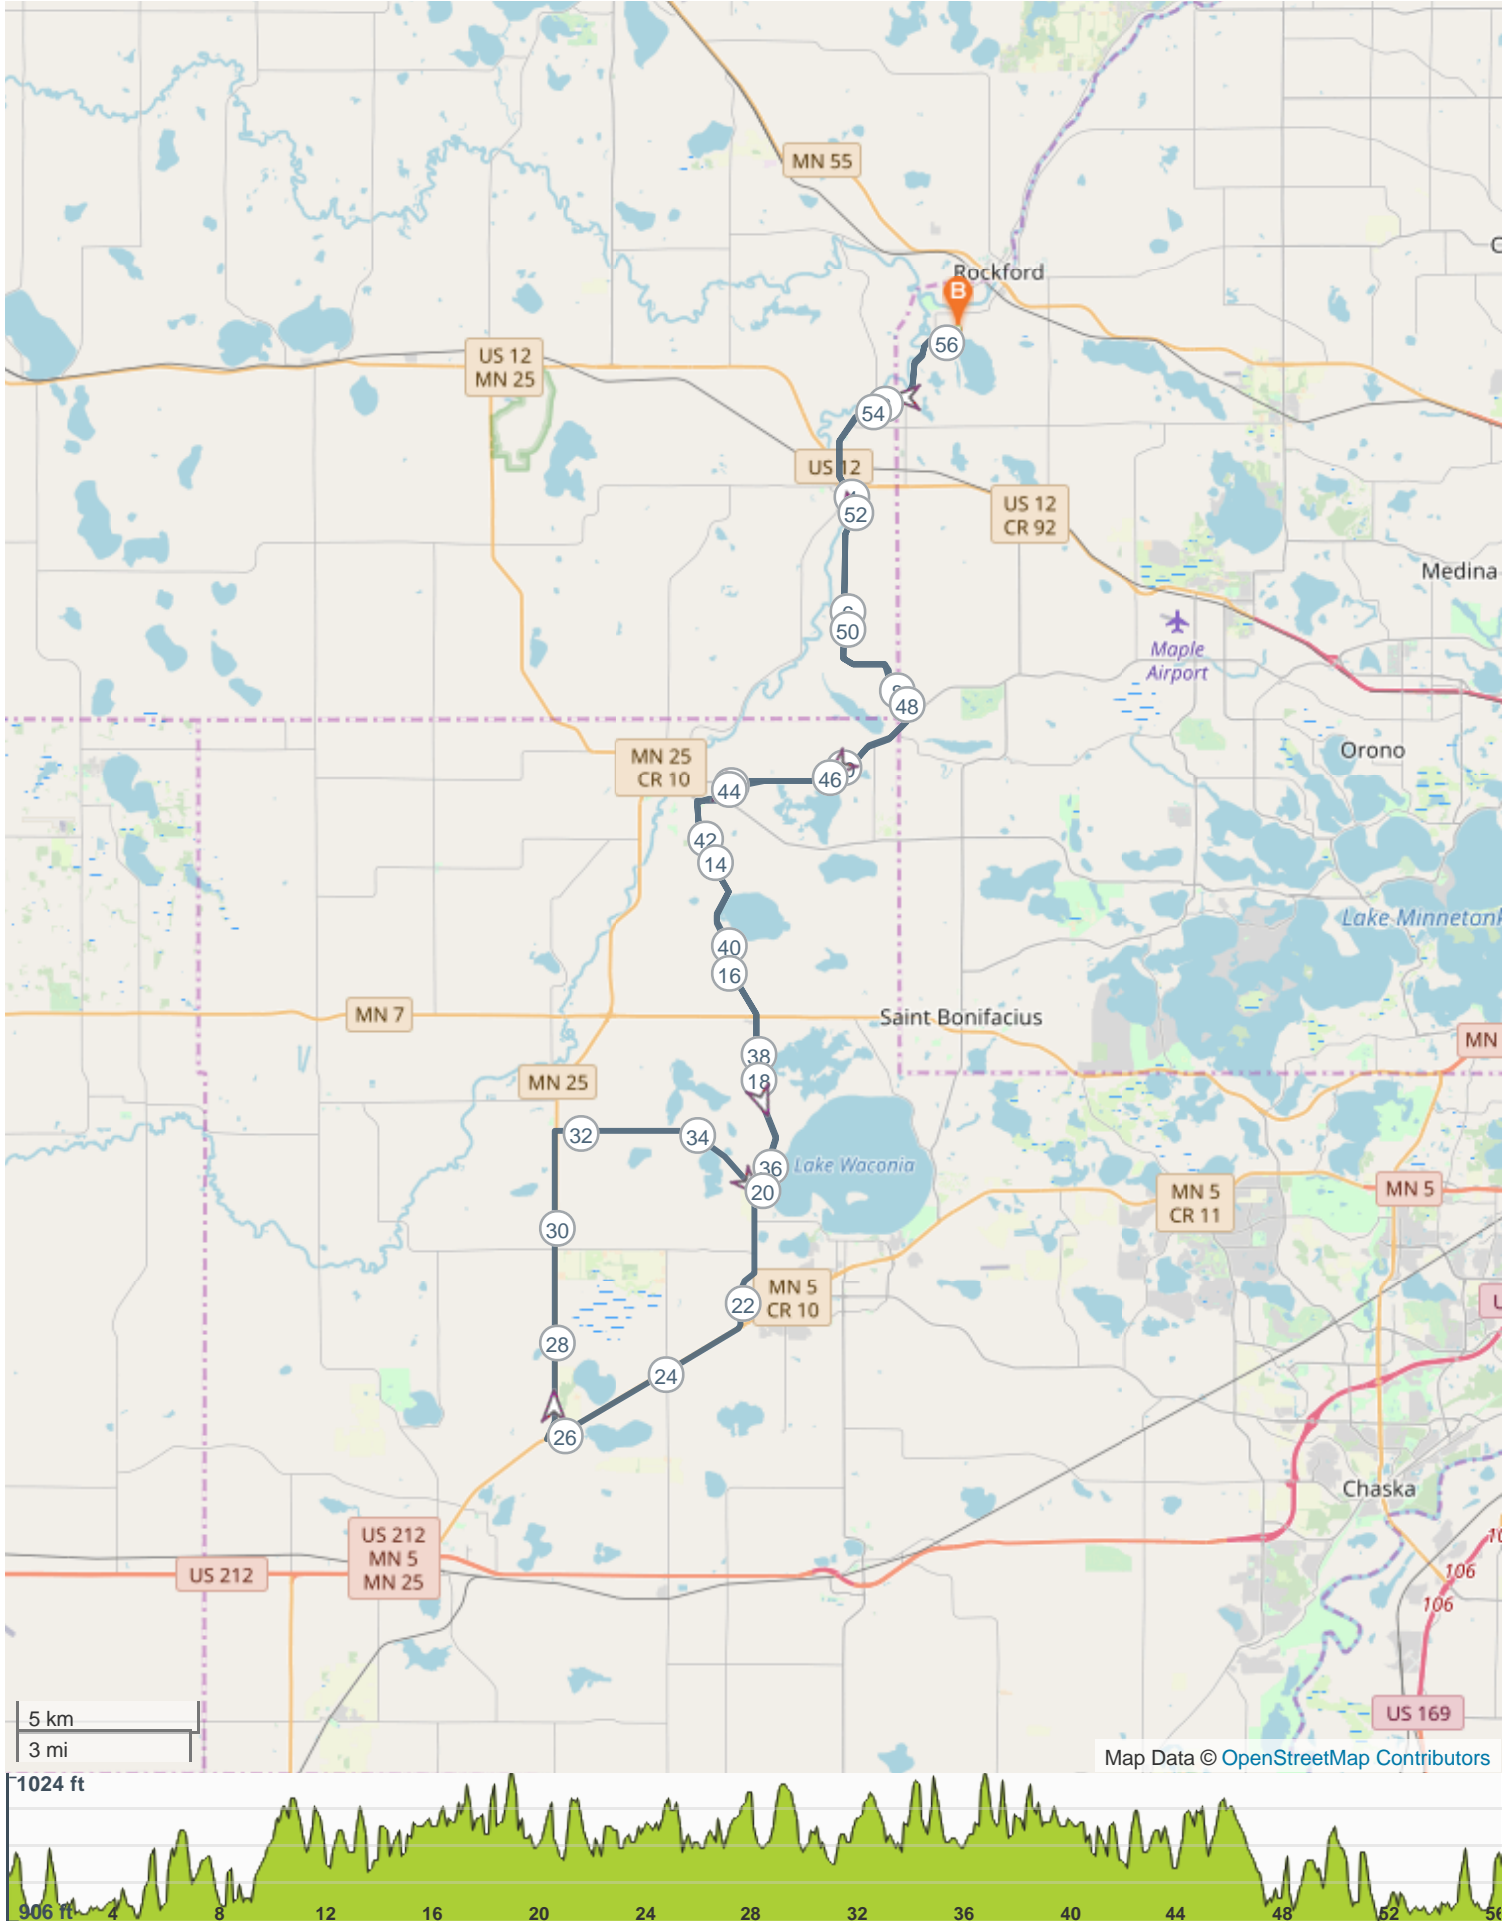 MN 55
Rockford
B
US 12
MN 25
56
54
US 12
US 12
CR 92
52
Medina
50
Maple
Airport
48
MN 25
CR 10
Orono
46
44
42
14
Lake Minnetonk
40
16
MN 7
Saint Bonifacius
MN
38
18
MN 25
32
34
36
Lake Waconia
20
MN 5
CR 11
MN 5
30
MN 5
CR 10
22
28
24
26
Chaska
US 212
MN 5
MN 25
US 212
106
106
US 169
5 km
3 mi
Map Data © OpenStreetMap Contributors
1024 ft
906 ft
4 8 12 16 20 24 28 32 36 40 44 48 52 56